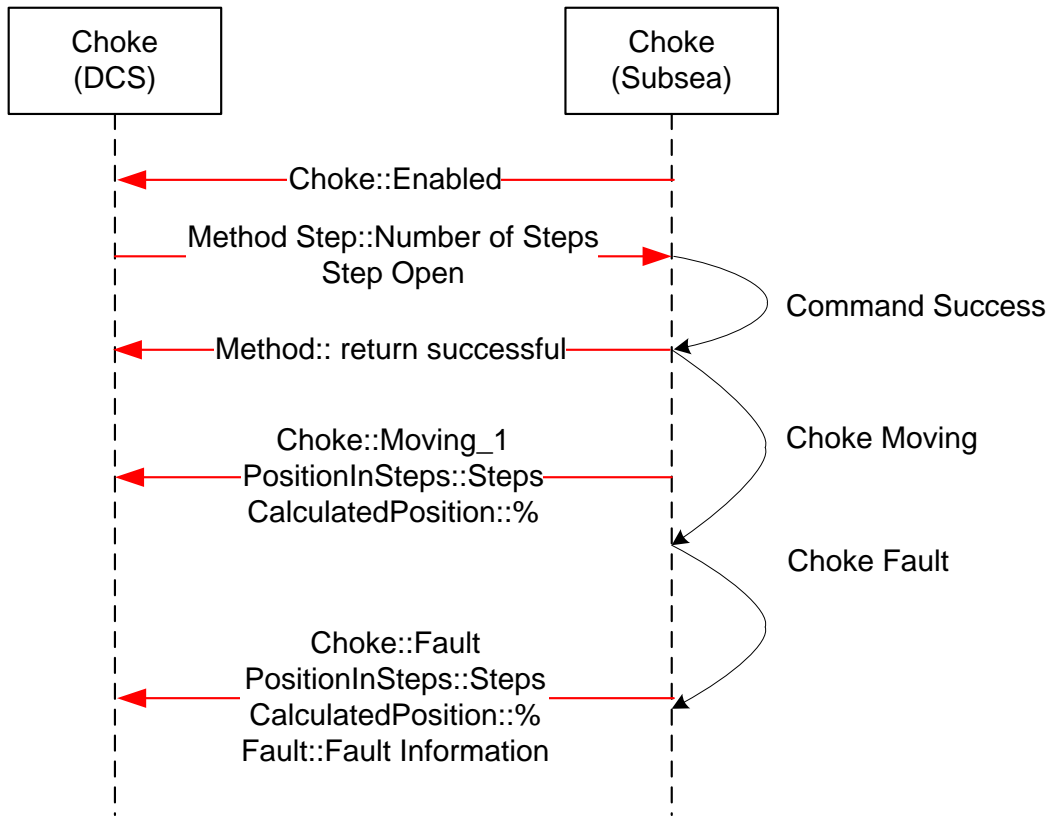 Choke
(DCS)
Choke
(Subsea)
Choke::Enabled
Method Step::Number of Steps
Step Open
Command Success
Method:: return successful
Choke::Moving_1
PositionInSteps::Steps
CalculatedPosition::%
Choke Moving
Choke Fault
Choke::Fault
PositionInSteps::Steps
CalculatedPosition::%
Fault::Fault Information